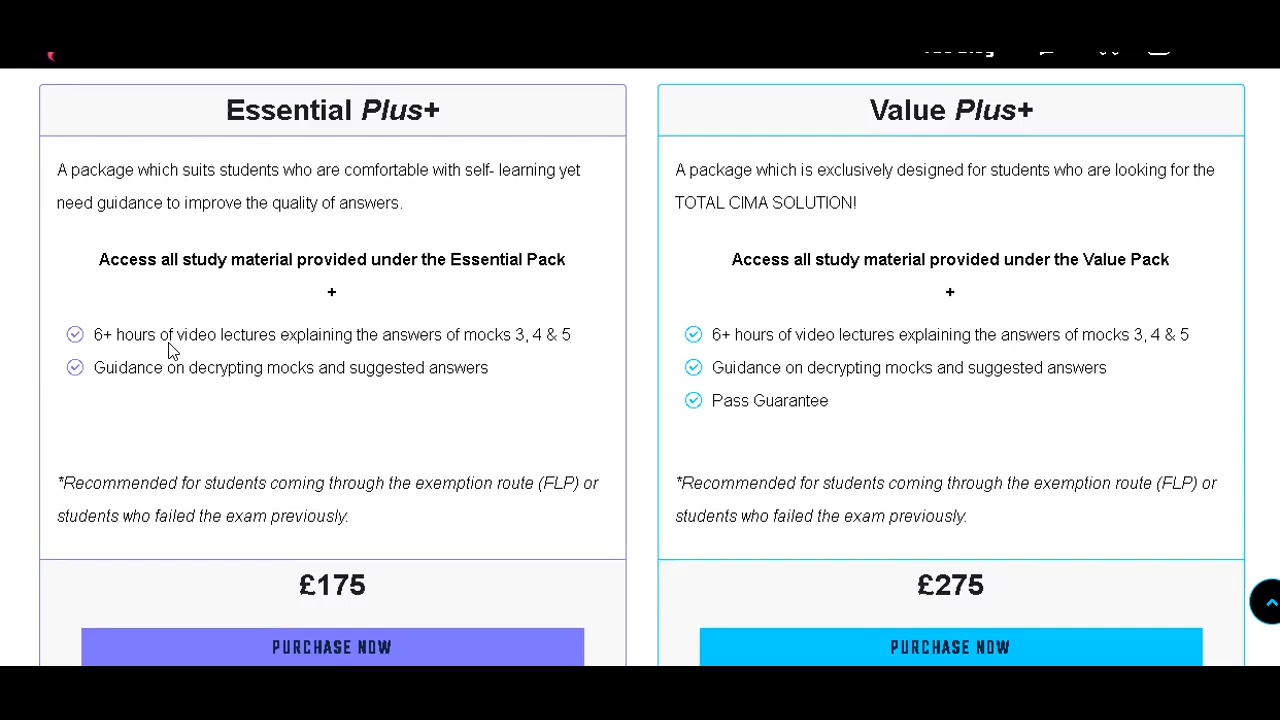 Essential Plus+
A package which suits students who are comfortable with self- learning yet
need guidance to improve the quality of answers.
Access all study material provided under the Essential Pack
+
6+ hours of video lectures explaining the answers of mocks 3, 4 & 5
Guidance on decrypting mocks and suggested answers
*Recommended for students coming through the exemption route (FLP) or
students who failed the exam previously.
£175
PURCHASE NOW
Value Plus+
A package which is exclusively designed for students who are looking for the
TOTAL CIMA SOLUTION!
Access all study material provided under the Value Pack
+
6+ hours of video lectures explaining the answers of mocks 3, 4 & 5
Guidance on decrypting mocks and suggested answers
Pass Guarantee
*Recommended for students coming through the exemption route (FLP) or
students who failed the exam previously.
£275
PURCHASE NOW